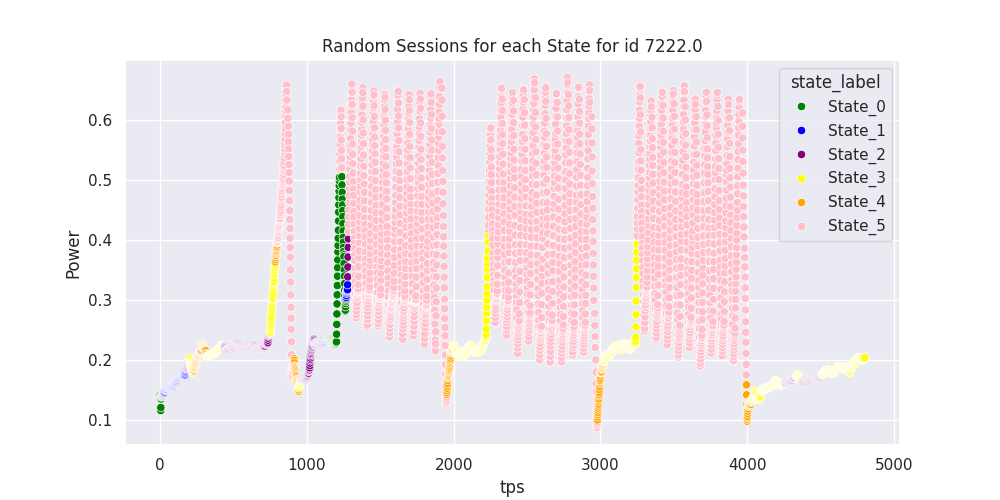 Random Sessions for each State for id 7222.0
state_label
State_0
State_1
State_2
State_3
State_4
State_5
Power
0.6
0.5
0.4
0.3
0.2
0.1
0 1000 2000 3000 4000 5000
tps